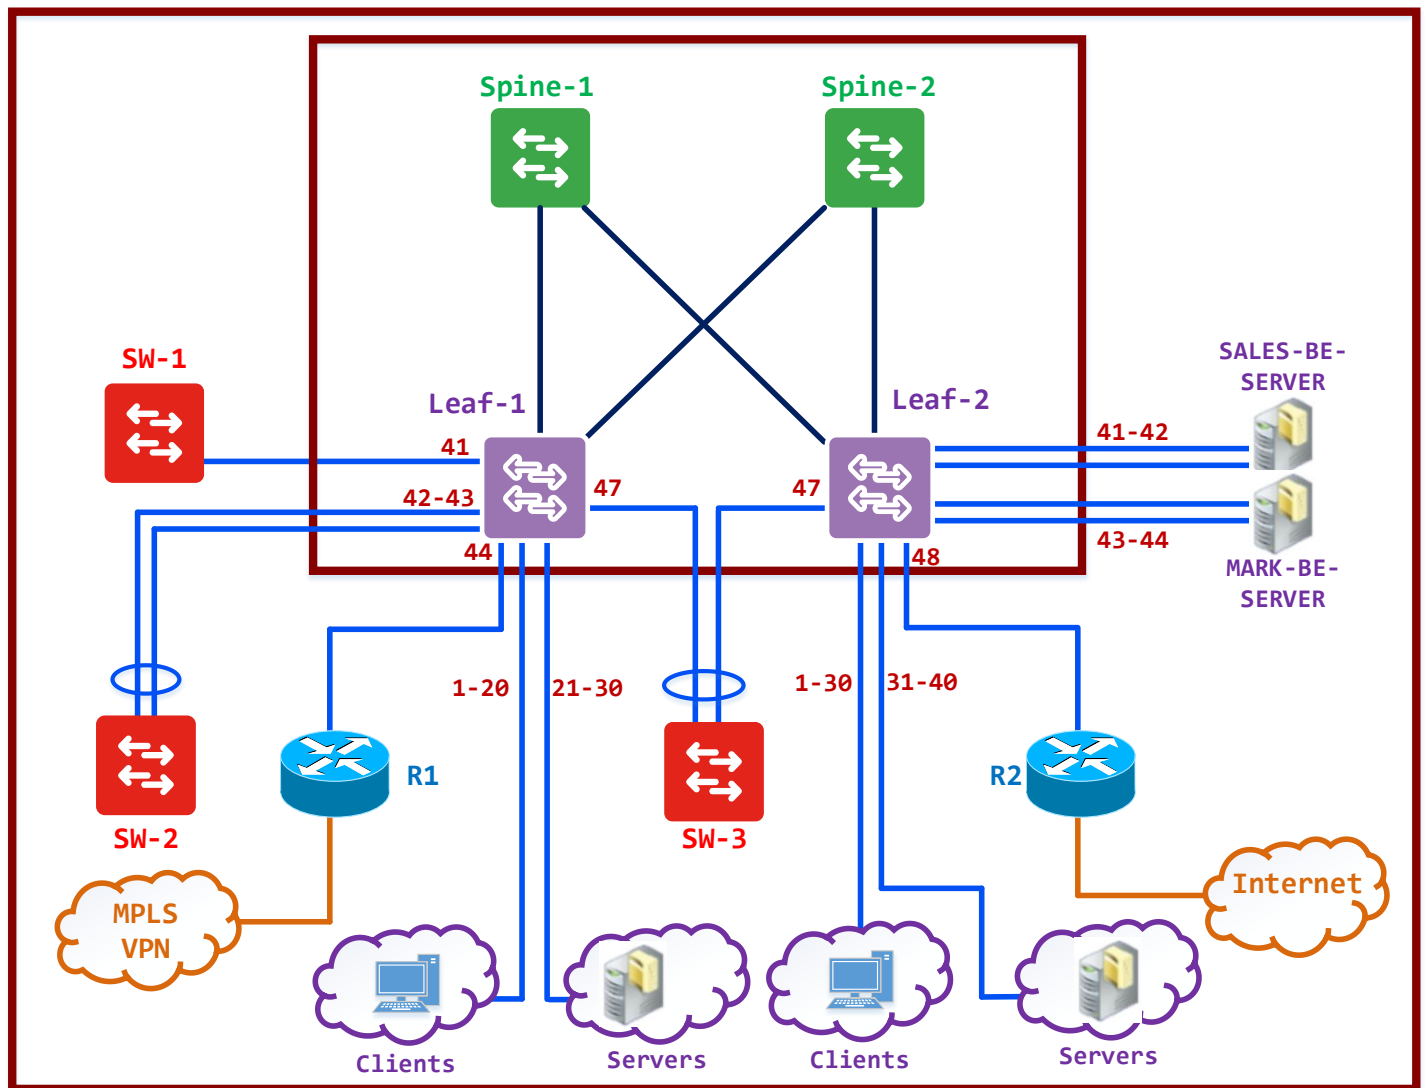 Spine-1
Spine-2
SW-1
SALES-BE-
SERVER
Leaf-1
Leaf-2
41
41-42
42-43
47
47
44
48
43-44
MARK-BE-
SERVER
1-20
21-30
1-30
31-40
R1
R2
SW-2
SW-3
MPLS
VPN
Internet
Clients
Servers
Clients
Servers